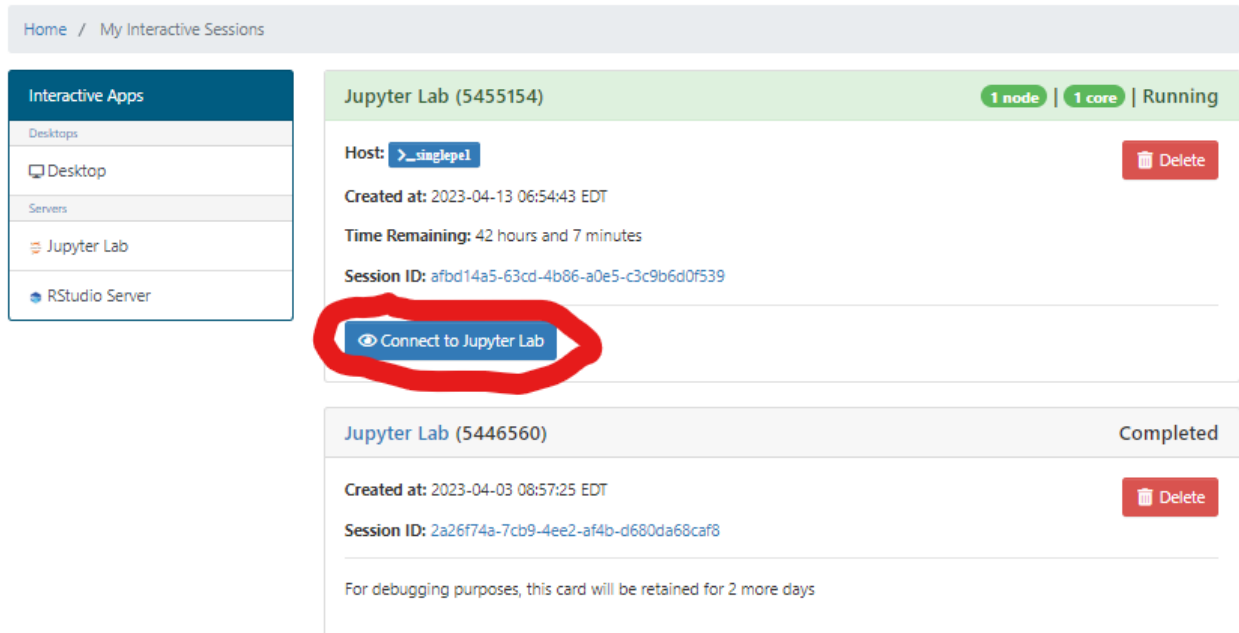 Home / My Interactive Sessions
Interactive Apps
Desktops
Desktop
Servers
Jupyter Lab
RStudio Server
Jupyter Lab (5455154)
1 node | 1 core | Running
Host: >_singlepe1
Delete
Created at: 2023-04-13 06:54:43 EDT
Time Remaining: 42 hours and 7 minutes
Session ID: afbd14a5-63cd-4b86-a0e5-c3c9b6d0f539
Connect to Jupyter Lab
Jupyter Lab (5446560)
Completed
Created at: 2023-04-03 08:57:25 EDT
Delete
Session ID: 2a26f74a-7cb9-4ee2-af4b-d680da68caf8
For debugging purposes, this card will be retained for 2 more days